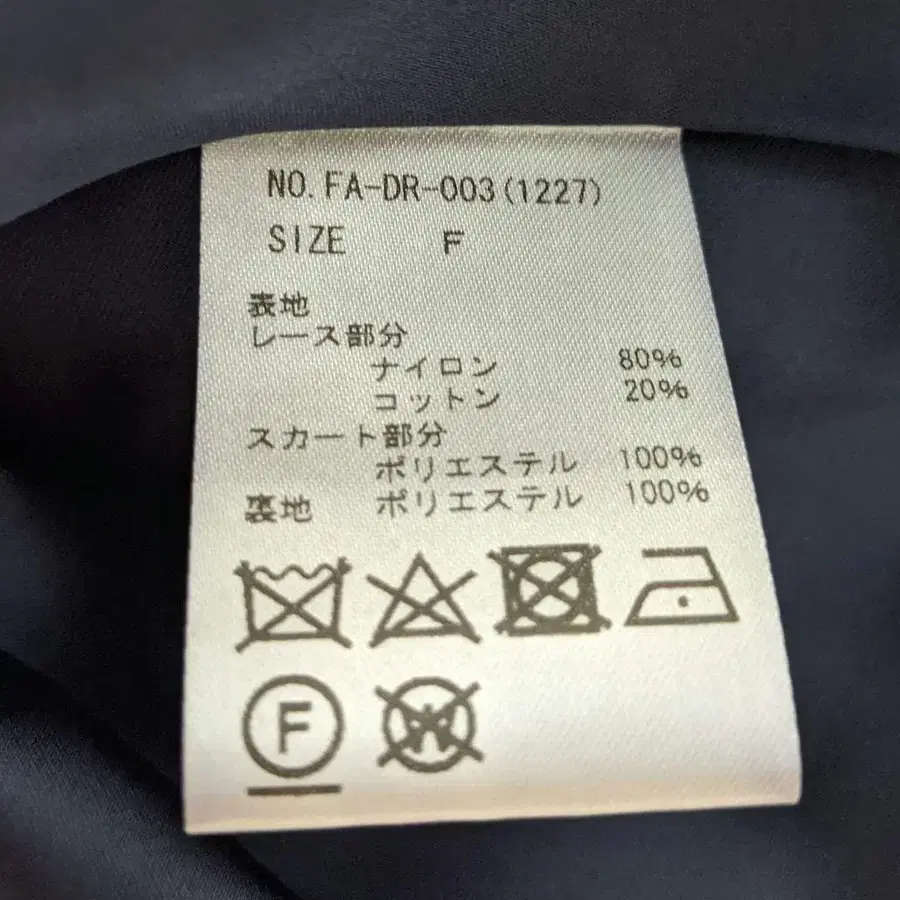 NO.FA-DR-003(1227)
SIZE F
表地
レース部分
ナイロン 80%
コットン 20%
スカート部分
ポリエステル 100%
裏地 ポリエステル 100%
F
W